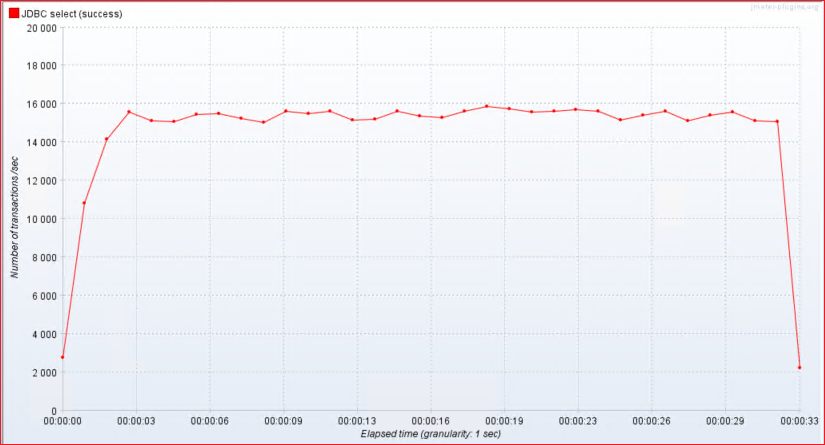 JDBC select (success)
jmeter-plugins.org
20 000
18 000
16 000
14 000
12 000
10 000
8 000
6 000
4 000
2 000
0
Number of transactions /sec
00:00:00 00:00:03 00:00:06 00:00:09 00:00:13 00:00:16 00:00:19 00:00:23 00:00:26 00:00:29 00:00:33
Elapsed time (granularity: 1 sec)